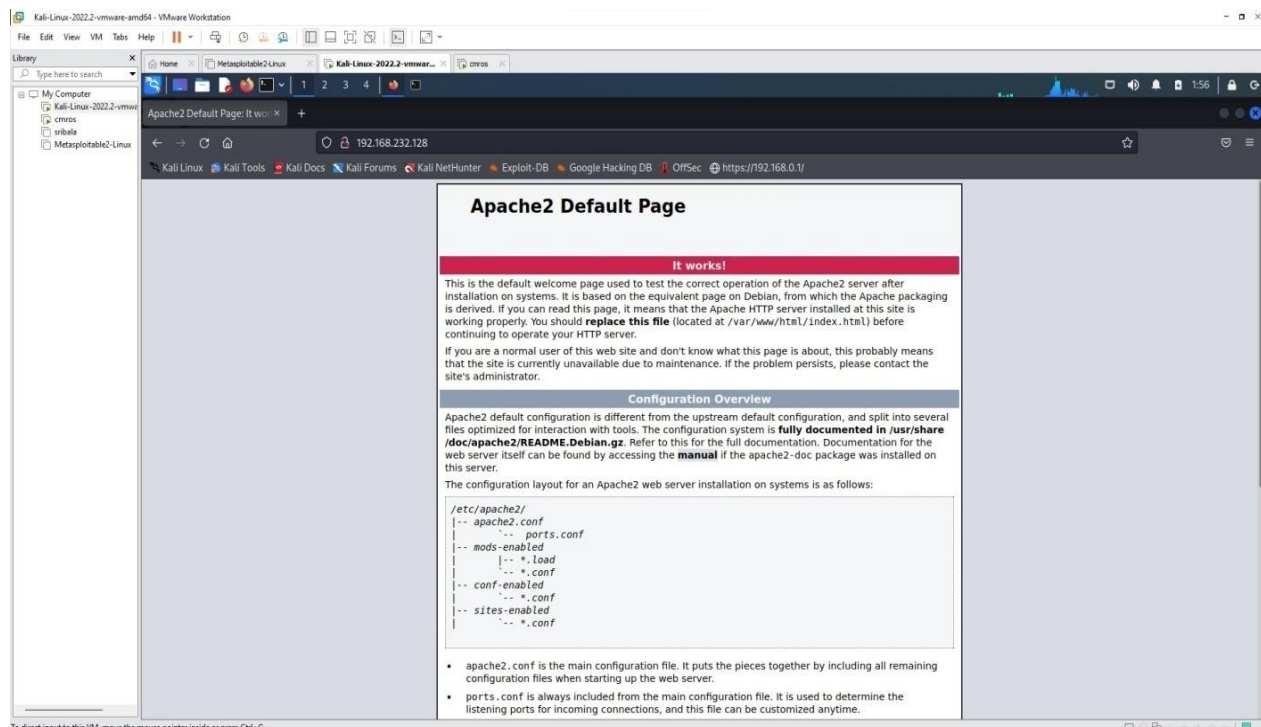 Kali-Linux-2022.2-vmware-amd64 - VMware Workstation
File Edit View VM Tabs Help
Library
Type here to search
My Computer
Kali-Linux-2022.2-vmwa
cmros
sribala
Metasploitable2-Linux
Home Metasploitable2-Linux Kali-Linux-2022.2-vmwar... cmros
1 2 3 4 1:56
Apache2 Default Page: It wor
192.168.232.128
Kali Linux Kali Tools Kali Docs Kali Forums Kali NetHunter Exploit-DB Google Hacking DB OffSec https://192.168.0.1/
Apache2 Default Page
It works!
This is the default welcome page used to test the correct operation of the Apache2 server after
installation on systems. It is based on the equivalent page on Debian, from which the Apache packaging
is derived. If you can read this page, it means that the Apache HTTP server installed at this site is
working properly. You should replace this file (located at /var/www/html/index.html) before
continuing to operate your HTTP server.
If you are a normal user of this web site and don't know what this page is about, this probably means
that the site is currently unavailable due to maintenance. If the problem persists, please contact the
site's administrator.
Configuration Overview
Apache2 default configuration is different from the upstream default configuration, and split into several
files optimized for interaction with tools. The configuration system is fully documented in /usr/share
/doc/apache2/README.Debian.gz. Refer to this for the full documentation. Documentation for the
web server itself can be found by accessing the manual if the apache2-doc package was installed on
this server.
The configuration layout for an Apache2 web server installation on systems is as follows:
/etc/apache2/
|-- apache2.conf
|       `--  ports.conf
|-- mods-enabled
|       |-- *.load
|       `-- *.conf
|-- conf-enabled
|       `-- *.conf
|-- sites-enabled
|       `-- *.conf
• apache2.conf is the main configuration file. It puts the pieces together by including all remaining
configuration files when starting up the web server.
• ports.conf is always included from the main configuration file. It is used to determine the
listening ports for incoming connections, and this file can be customized anytime.